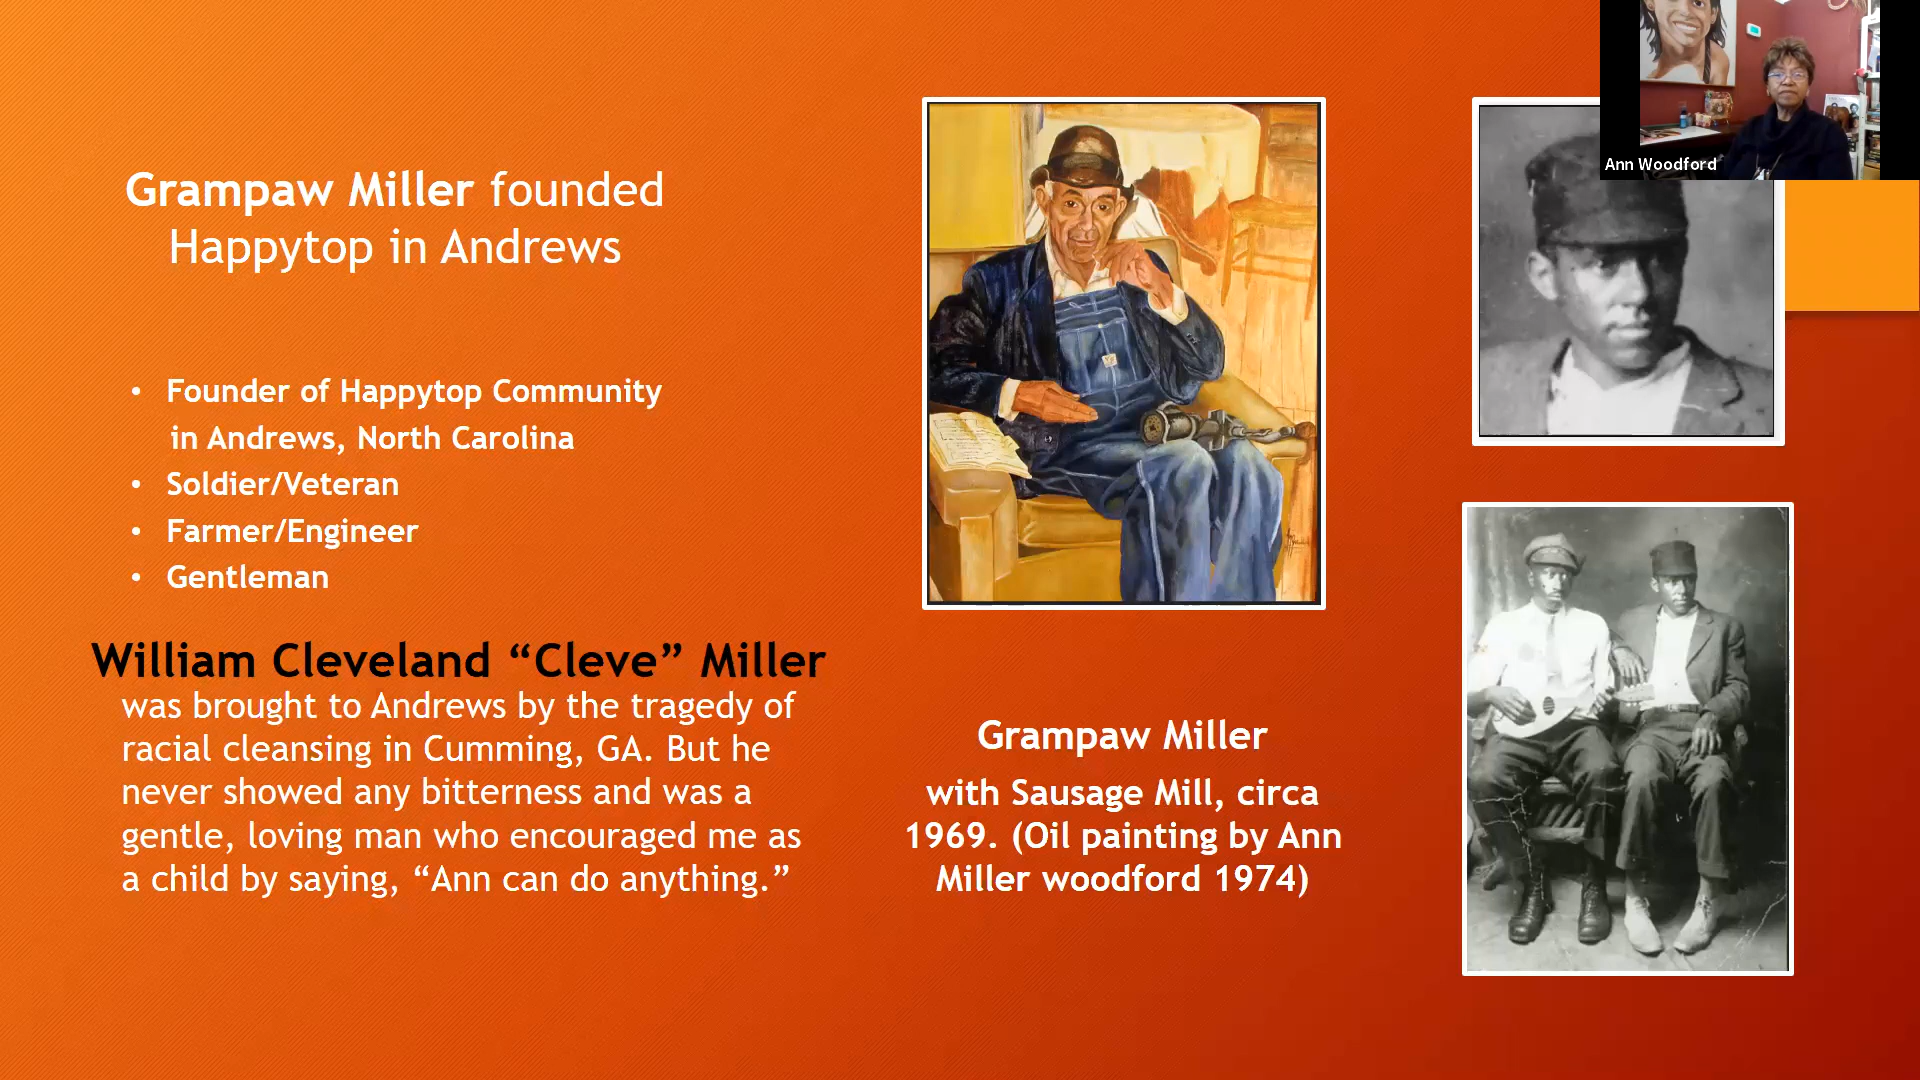 Grampaw Miller founded
Happytop in Andrews
• Founder of Happytop Community
in Andrews, North Carolina
• Soldier/Veteran
• Farmer/Engineer
• Gentleman
William Cleveland “Cleve” Miller
was brought to Andrews by the tragedy of
racial cleansing in Cumming, GA. But he
never showed any bitterness and was a
gentle, loving man who encouraged me as
a child by saying, “Ann can do anything.”
Grampaw Miller
with Sausage Mill, circa
1969. (Oil painting by Ann
Miller woodford 1974)
Ann Woodford